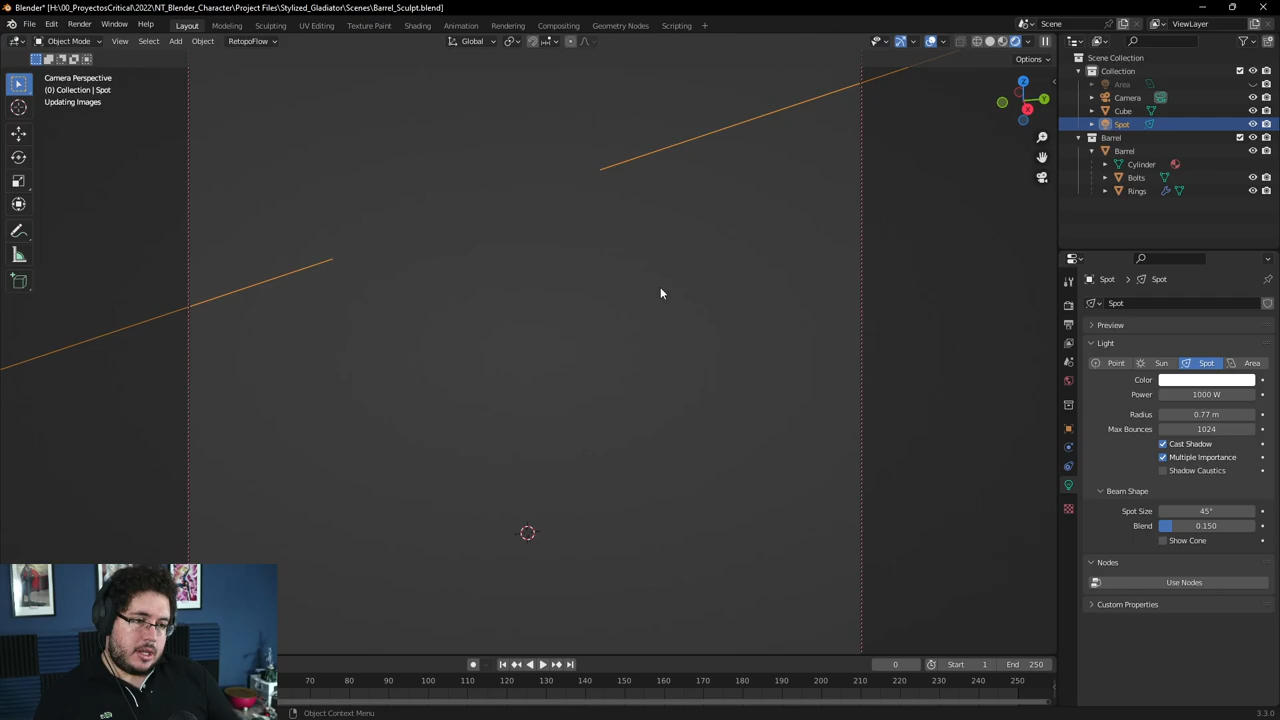 Blender* [H:\00_ProyectosCritical\2022\NT_Blender_Character\Project Files\Stylized_Gladiator\Scenes\Barrel_Sculpt.blend]
File Edit Render Window Help Layout Modeling Sculpting UV Editing Texture Paint Shading Animation Rendering Compositing Geometry Nodes Scripting + Scene ViewLayer
Object Mode View Select Add Object RetopoFlow Global
Options
Camera Perspective
(0) Collection | Spot
Updating Images
Z
Y
X
Scene Collection
Collection
Area
Camera
Cube
Spot
Barrel
Barrel
Cylinder
Bolts
Rings
Spot > Spot
Spot
Preview
Light
Point Sun Spot Area
Color
Power 1000 W
Radius 0.77 m
Max Bounces 1024
Cast Shadow
Multiple Importance
Shadow Caustics
Beam Shape
Spot Size 45°
Blend 0.150
Show Cone
Nodes
Use Nodes
Custom Properties
0 Start 1 End 250
70 80 90 100 110 120 130 140 150 160 170 180 190 200 210 220 230 240 250
Object Context Menu
3.3.0